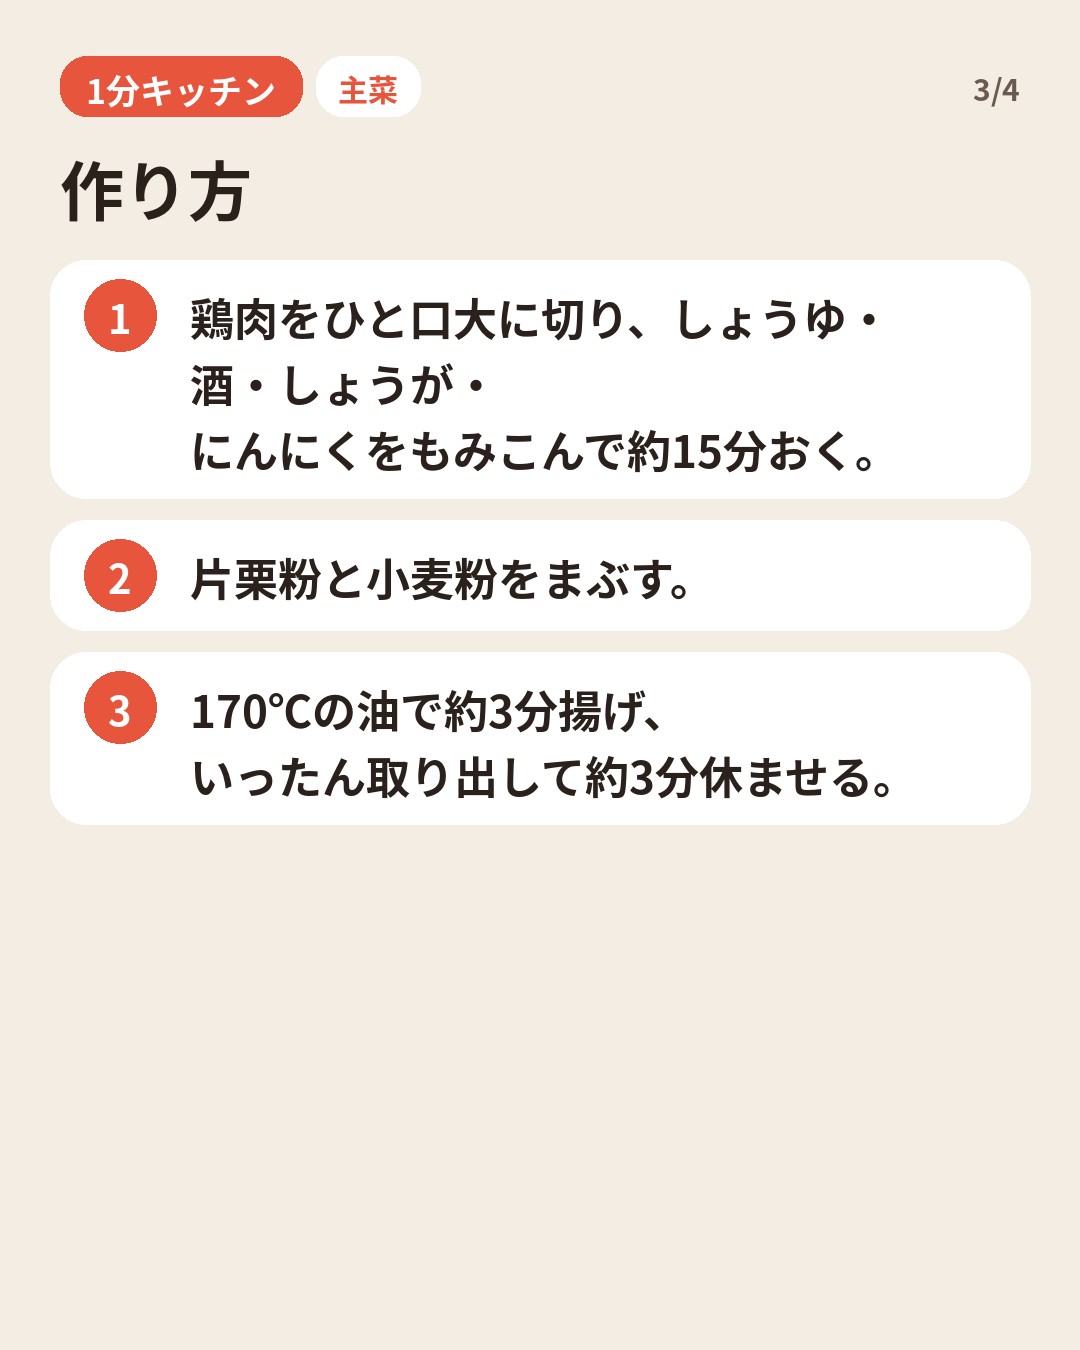 1分キッチン
主菜
3/4
作り方
1
鶏肉をひと口大に切り、しょうゆ・
酒・しょうが・
にんにくをもみこんで約15分おく。
2
片栗粉と小麦粉をまぶす。
3
170℃の油で約3分揚げ、
いったん取り出して約3分休ませる。